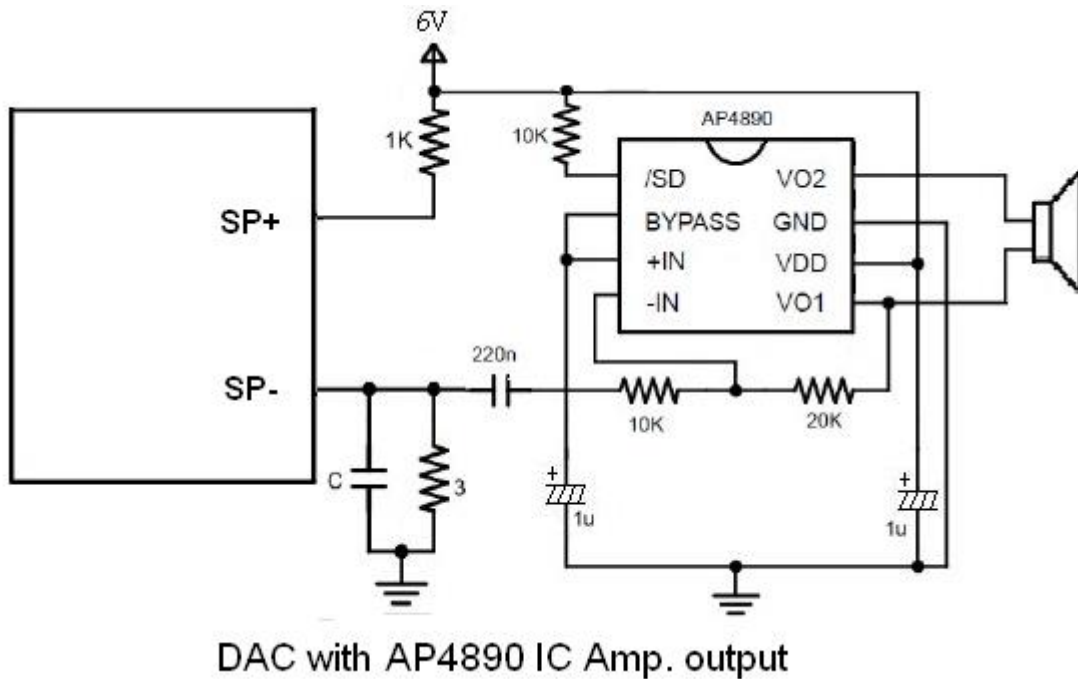 6V
AP4890
1K
10K
/SD
VO2
SP+
BYPASS
GND
+IN
VDD
-IN
VO1
220n
SP-
10K
20K
C
3
+
1u
+
1u
DAC with AP4890 IC Amp. output